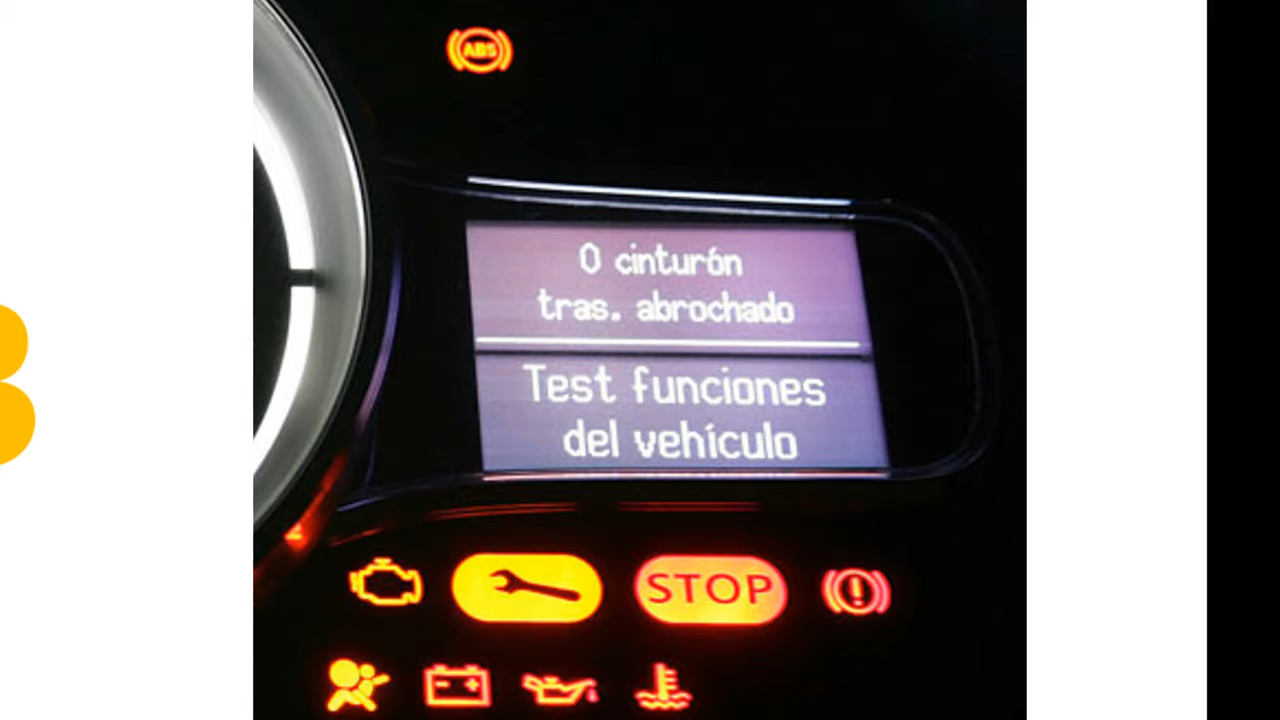 ABS
0 cinturón
tras. abrochado
Test funciones
del vehículo
STOP